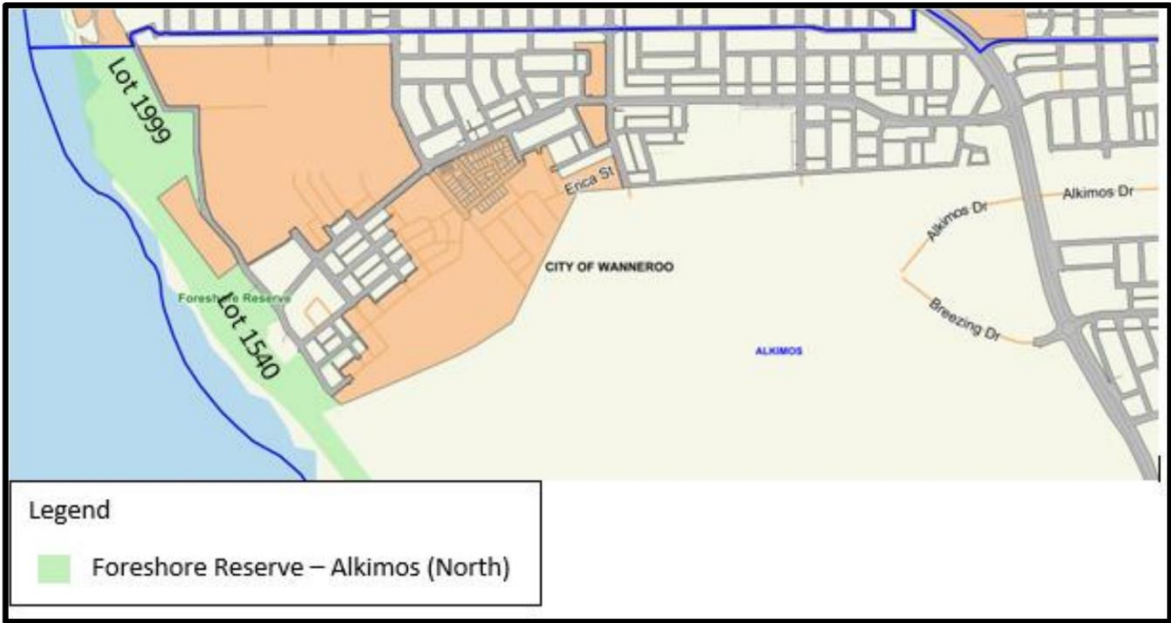 Lot 1999
Erica St
Alkimos Dr
Alkimos Dr
CITY OF WANNEROO
Foreshore Reserve
Lot 1540
Breezing Dr
ALKIMOS
Legend
Foreshore Reserve – Alkimos (North)